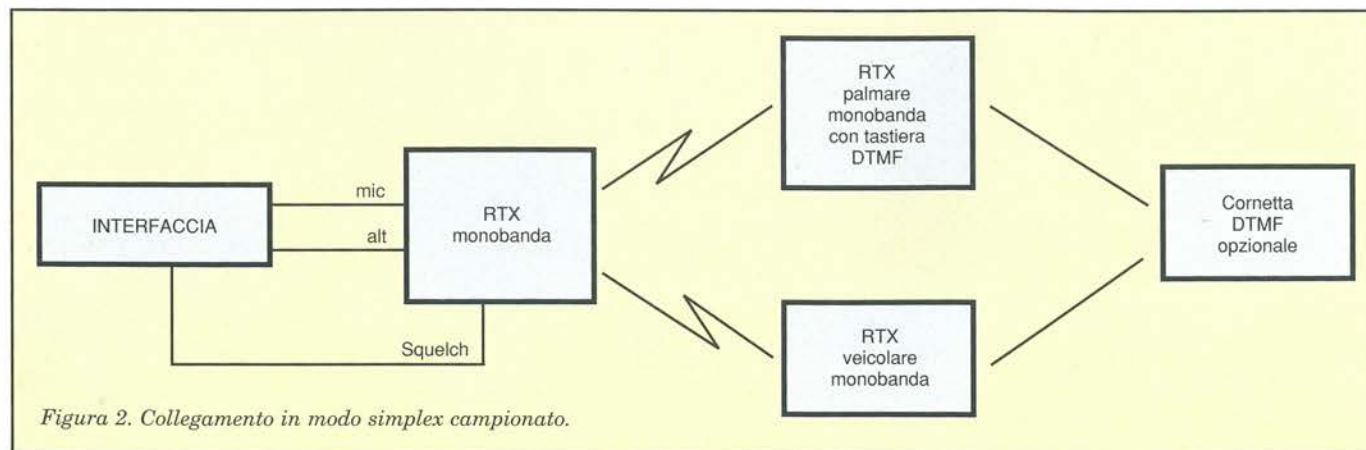 INTERFACCIA
mic
alt
Squelch
RTX
monobanda
RTX
palmare
monobanda
con tastiera
DTMF
RTX
veicolare
monobanda
Cornetta
DTMF
opzionale
Figura 2. Collegamento in modo simplex campionato.